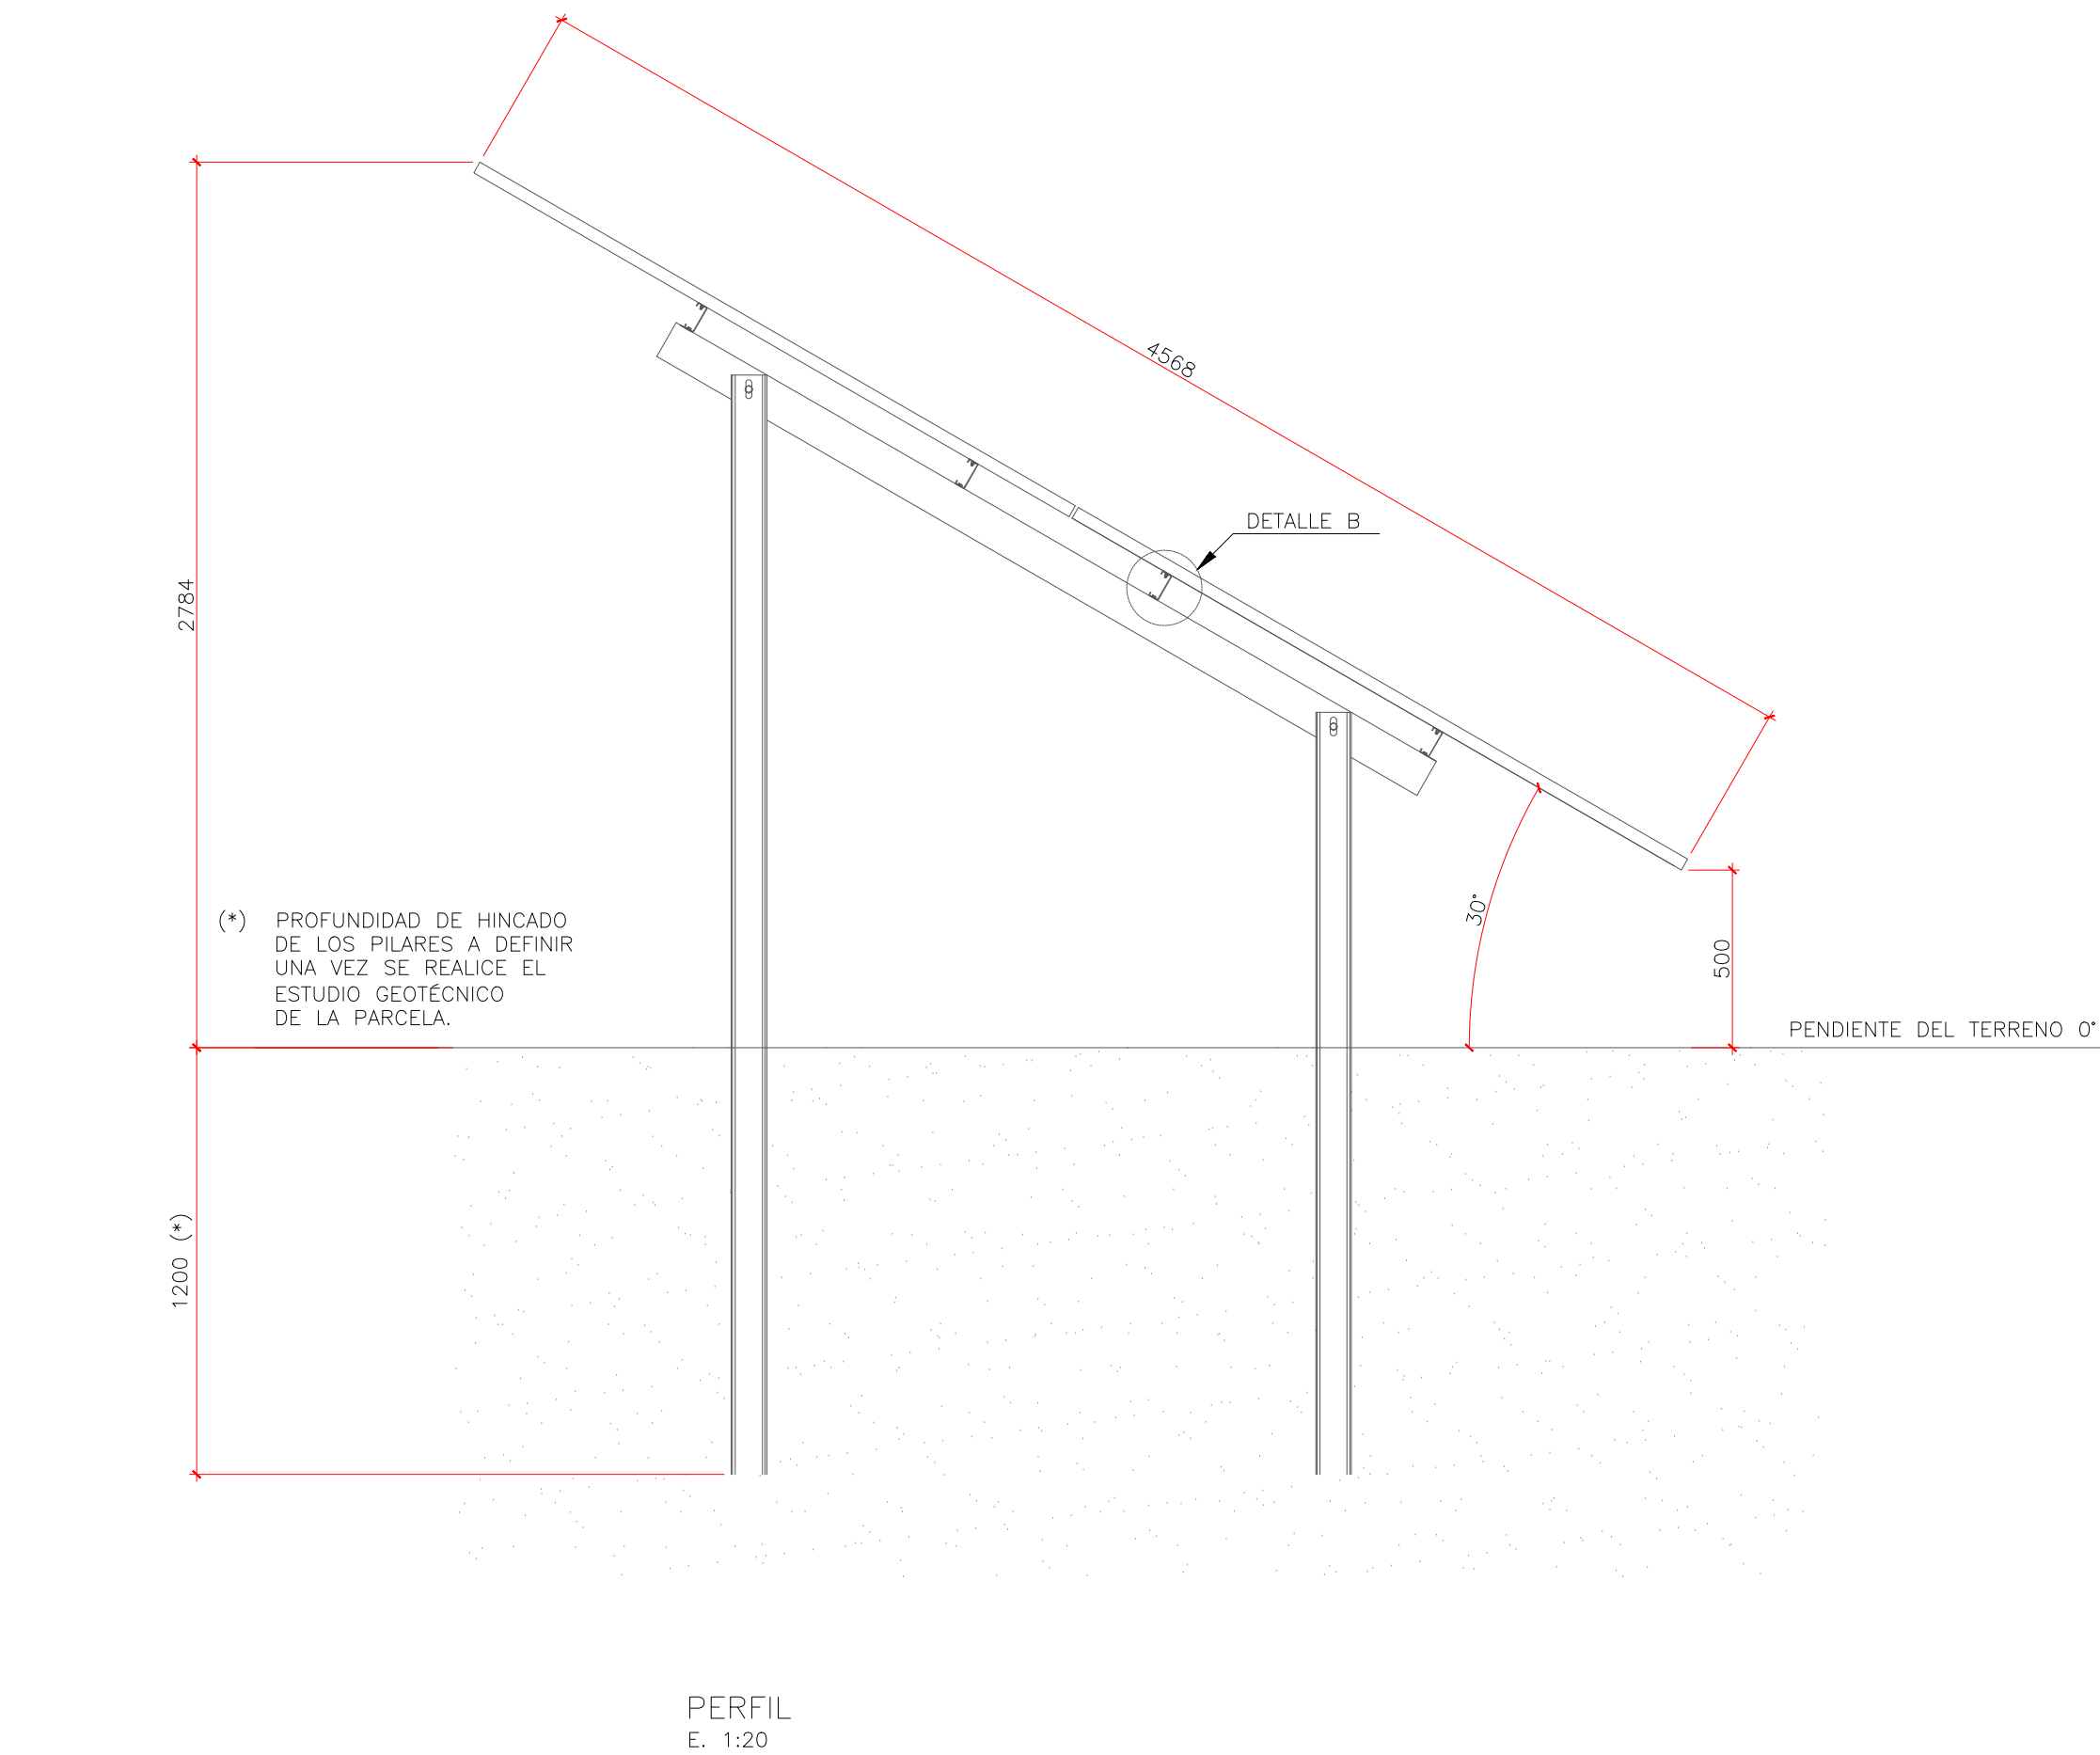 4568
DETALLE B
2784
(*) PROFUNDIDAD DE HINCADO
DE LOS PILARES A DEFINIR
UNA VEZ SE REALICE EL
ESTUDIO GEOTÉCNICO
DE LA PARCELA.
30°
500
PENDIENTE DEL TERRENO 0°
1200 (*)
PERFIL
E. 1:20